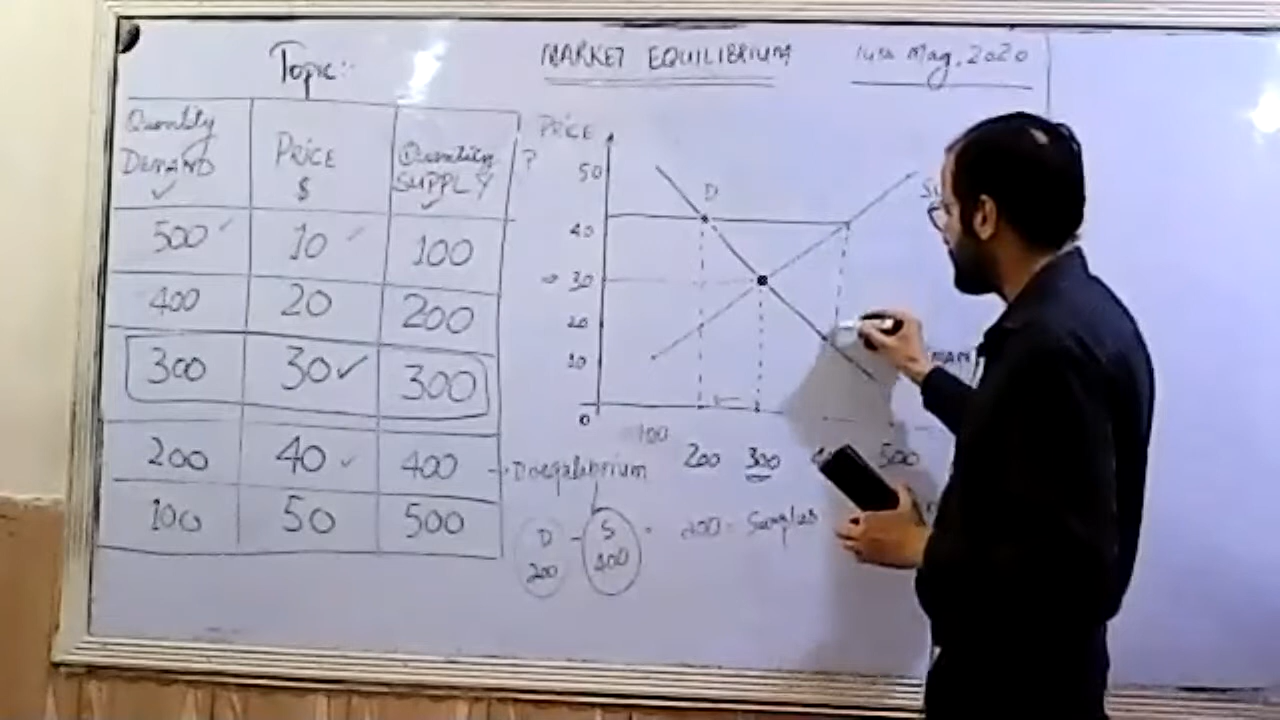 Topic:-
MARKET EQUILIBRIUM
May, 2020
Quantity DEMAND
PRICE $
Quantity SUPPLY
?
500 10 100
400 20 200
300 30 300
200 40 400
100 50 500
PRICE
50
40
30
20
10
0
D
100
200
300
500
Disequilibrium
D - S = 200 = Surplus
200 400